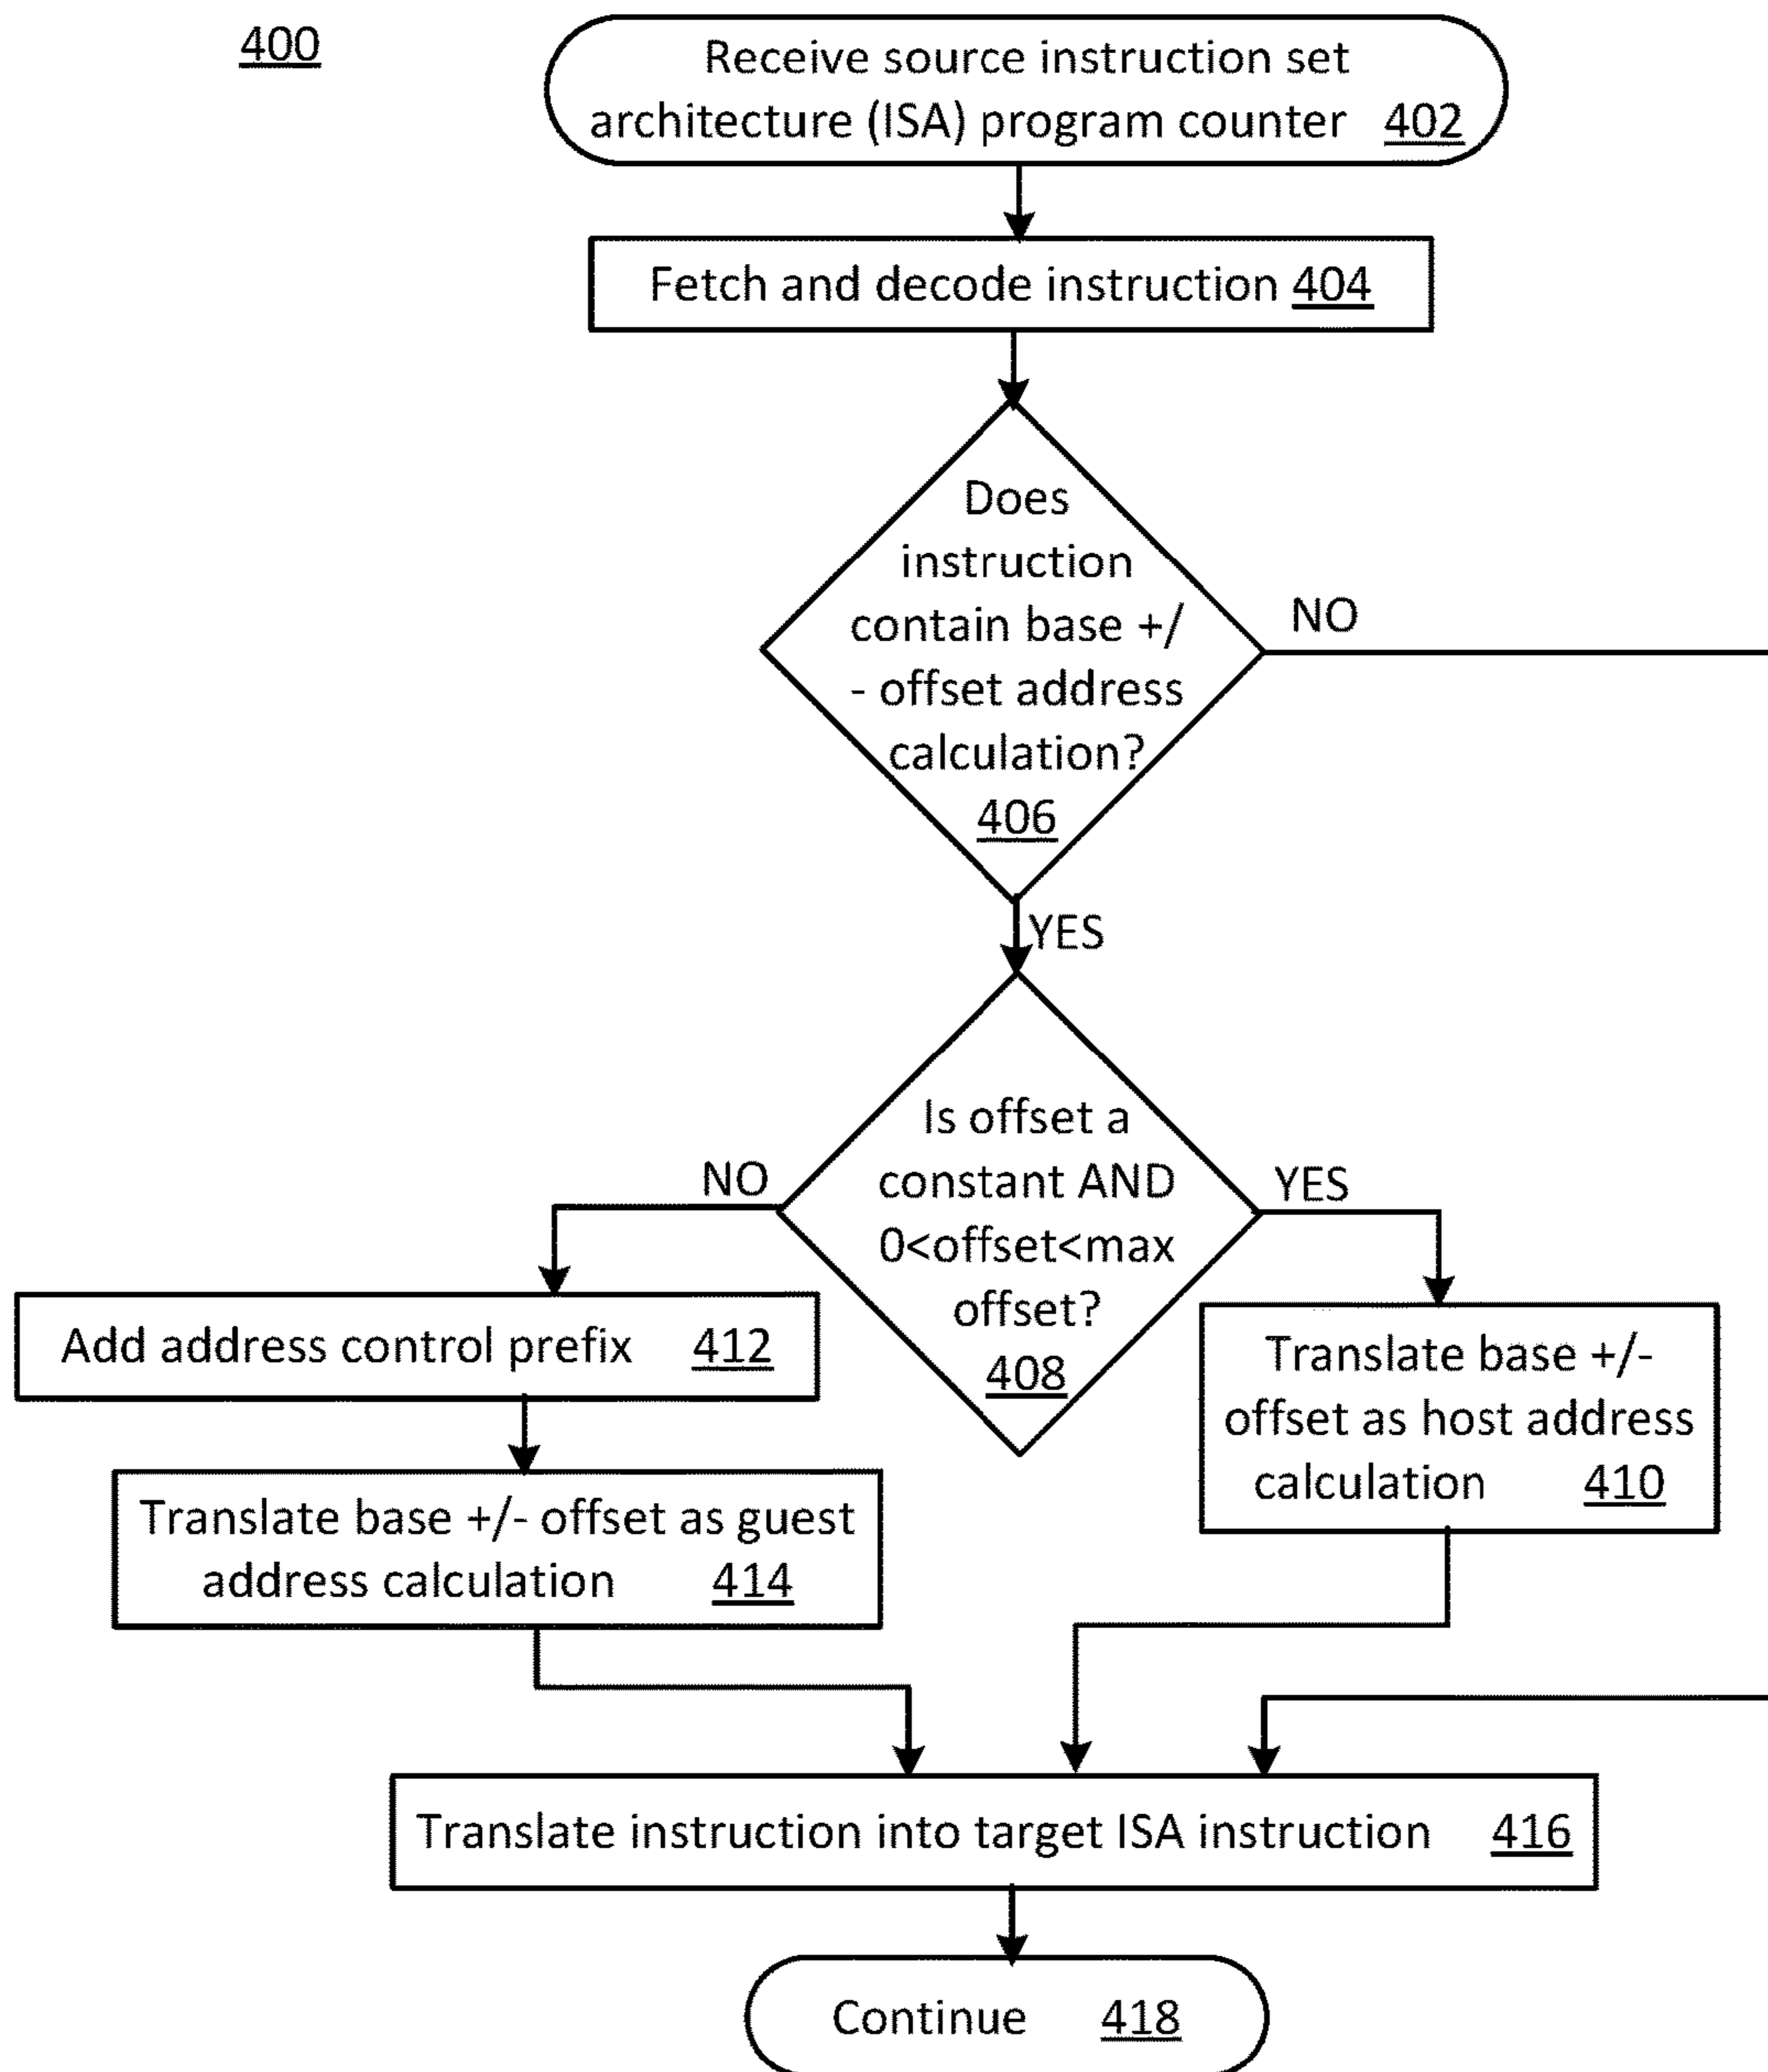 400
Receive source instruction set
architecture (ISA) program counter 402
Fetch and decode instruction 404
Does
instruction
contain base +/
- offset address
calculation?
406
NO
YES
Is offset a
constant AND
0<offset<max
offset?
408
NO
YES
Add address control prefix 412
Translate base +/-
offset as host address
calculation 410
Translate base +/- offset as guest
address calculation 414
Translate instruction into target ISA instruction 416
Continue 418